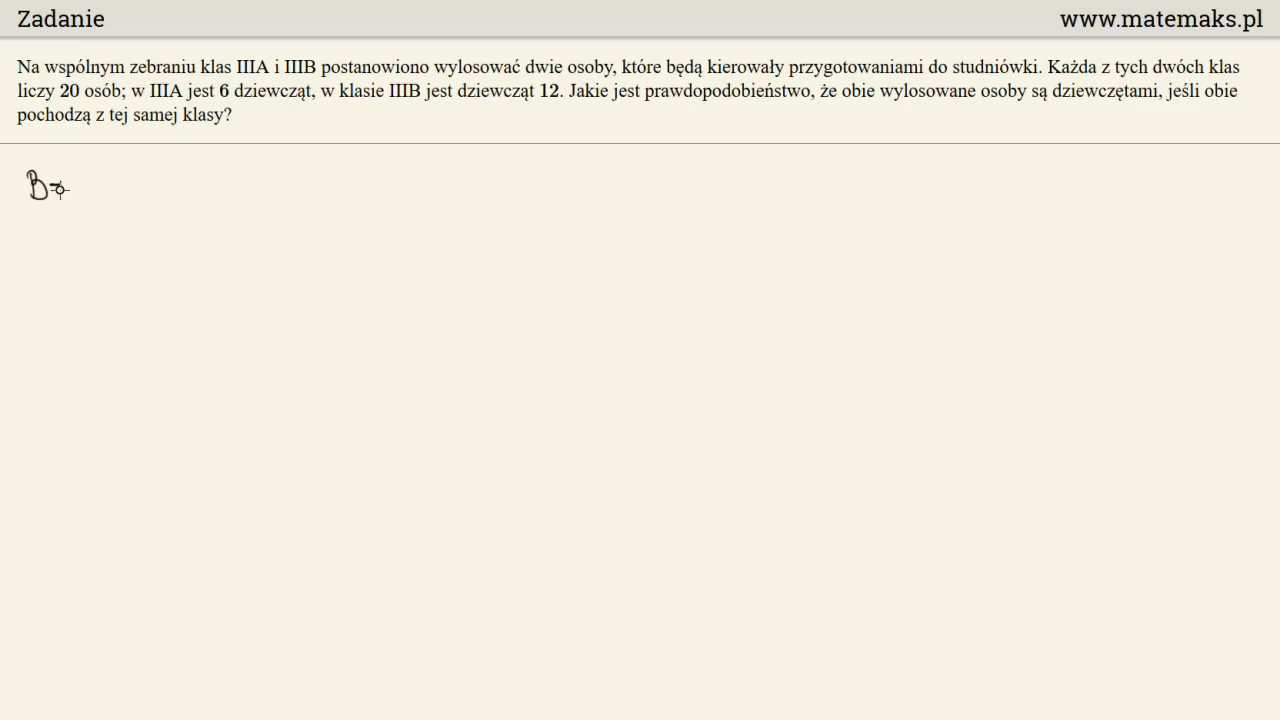 Zadanie
www.matemaks.pl
Na wspólnym zebraniu klas IIIA i IIIB postanowiono wylosować dwie osoby, które będą kierowały przygotowaniami do studniówki. Każda z tych dwóch klas
liczy 20 osób; w IIIA jest 6 dziewcząt, w klasie IIIB jest dziewcząt 12. Jakie jest prawdopodobieństwo, że obie wylosowane osoby są dziewczętami, jeśli obie
pochodzą z tej samej klasy?
B-